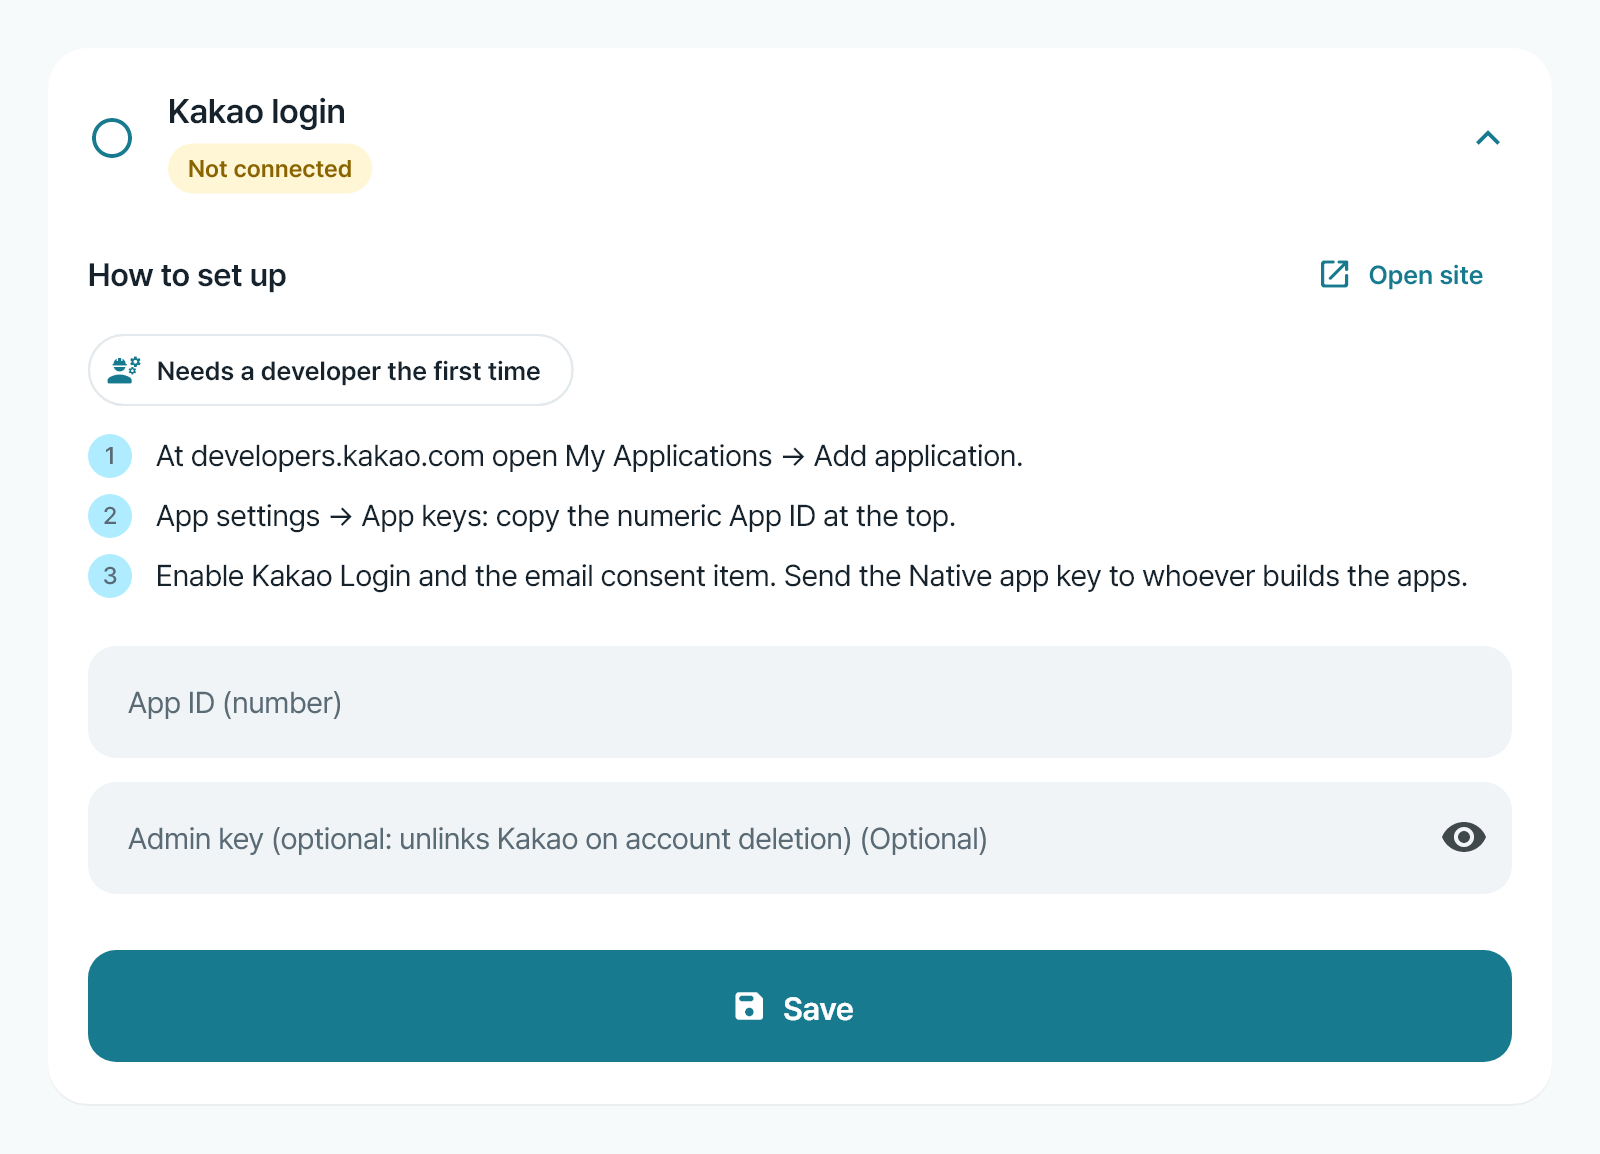 Kakao login
Not connected
How to set up
Open site
Needs a developer the first time
1 At developers.kakao.com open My Applications → Add application.
2 App settings → App keys: copy the numeric App ID at the top.
3 Enable Kakao Login and the email consent item. Send the Native app key to whoever builds the apps.
App ID (number)
Admin key (optional: unlinks Kakao on account deletion) (Optional)
Save